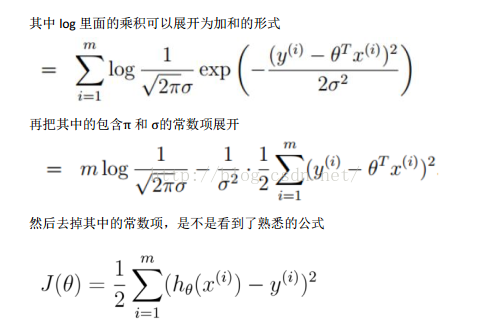 其中 log 里面的乘积可以展开为加和的形式
= \sum_{i=1}^{m} \log \frac{1}{\sqrt{2\pi}\sigma} \exp\left(-\frac{(y^{(i)} - \theta^T x^{(i)})^2}{2\sigma^2}\right)
再把其中的包含π 和 σ的常数项展开
= m \log \frac{1}{\sqrt{2\pi}\sigma} - \frac{1}{\sigma^2} \cdot \frac{1}{2} \sum_{i=1}^{m} (y^{(i)} - \theta^T x^{(i)})^2
http://blog.csdn.net/
然后去掉其中的常数项，是不是看到了熟悉的公式
J(\theta) = \frac{1}{2} \sum_{i=1}^{m} (h_\theta(x^{(i)}) - y^{(i)})^2